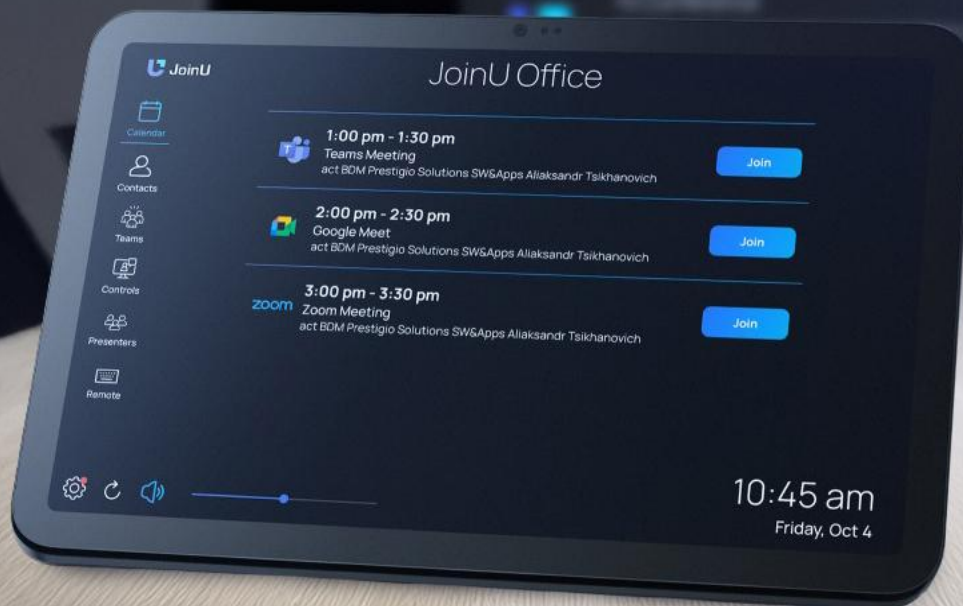 JoinU
JoinU Office
Calendar
Contacts
Teams
Controls
Presenters
Remote
1:00 pm - 1:30 pm
Teams Meeting
act BDM Prestigio Solutions SW&Apps Aliaksandr Tsikhanovich
Join
2:00 pm - 2:30 pm
Google Meet
act BDM Prestigio Solutions SW&Apps Aliaksandr Tsikhanovich
Join
zoom
3:00 pm - 3:30 pm
Zoom Meeting
act BDM Prestigio Solutions SW&Apps Aliaksandr Tsikhanovich
Join
10:45 am
Friday, Oct 4